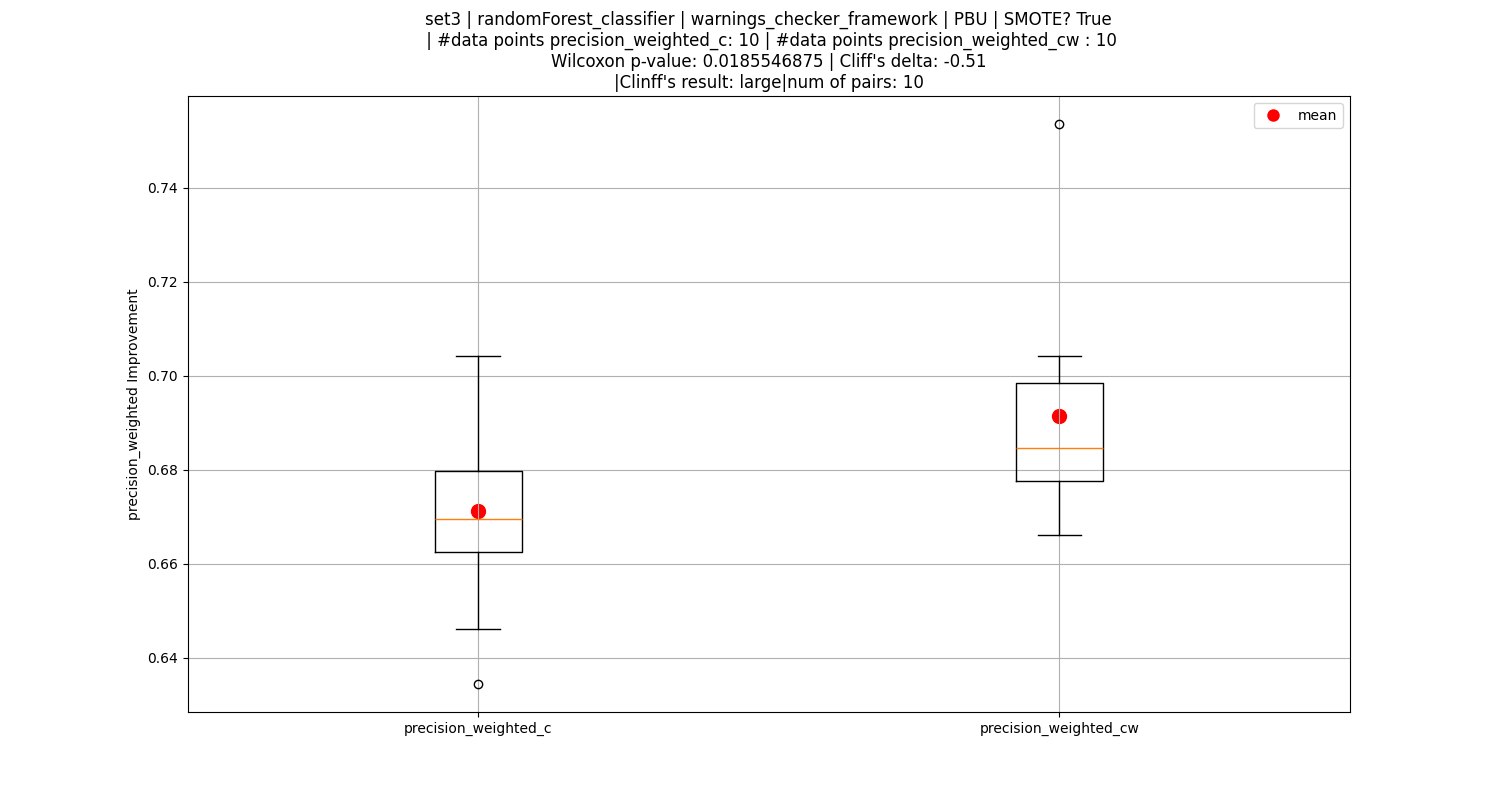 set3 | randomForest_classifier | warnings_checker_framework | PBU | SMOTE? True
| #data points precision_weighted_c: 10 | #data points precision_weighted_cw : 10
Wilcoxon p-value: 0.0185546875 | Cliff's delta: -0.51
|Clinff's result: large|num of pairs: 10
mean
precision_weighted Improvement
0.74
0.72
0.70
0.68
0.66
0.64
precision_weighted_c
precision_weighted_cw